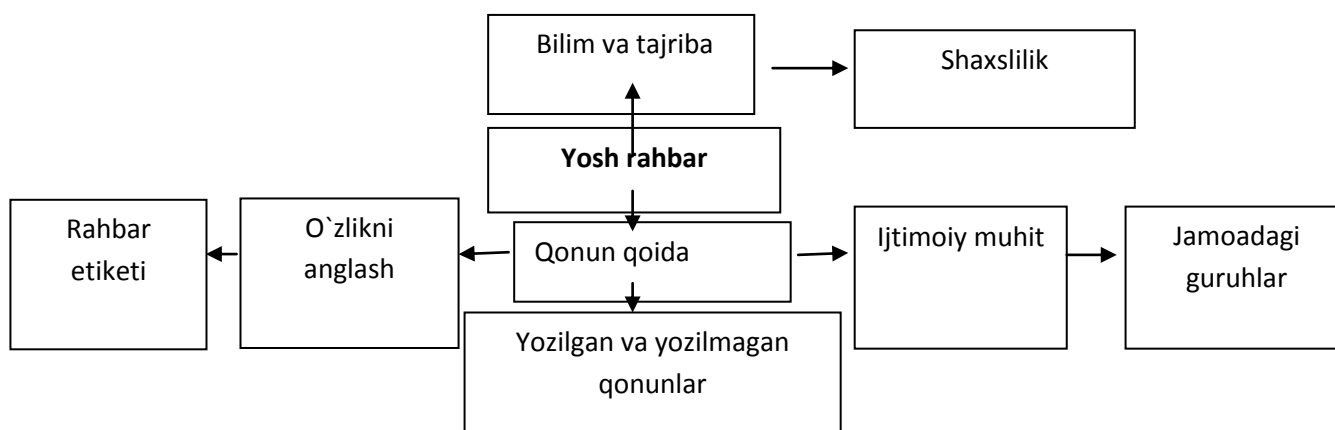 Bilim va tajriba
Shaxslilik
Yosh rahbar
Rahbar
etiketi
O`zlikni
anglash
Qonun qoida
Ijtimoiy muhit
Jamoadagi
guruhlar
Yozilgan va yozilmagan
qonunlar